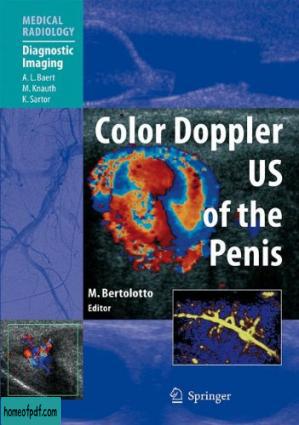 MEDICAL
RADIOLOGY
Diagnostic
Imaging
A. L. Baert
M. Knauth
K. Sartor
Color Doppler
US
of the
Penis
M. Bertolotto
Editor
Springer
homeofpdf.com